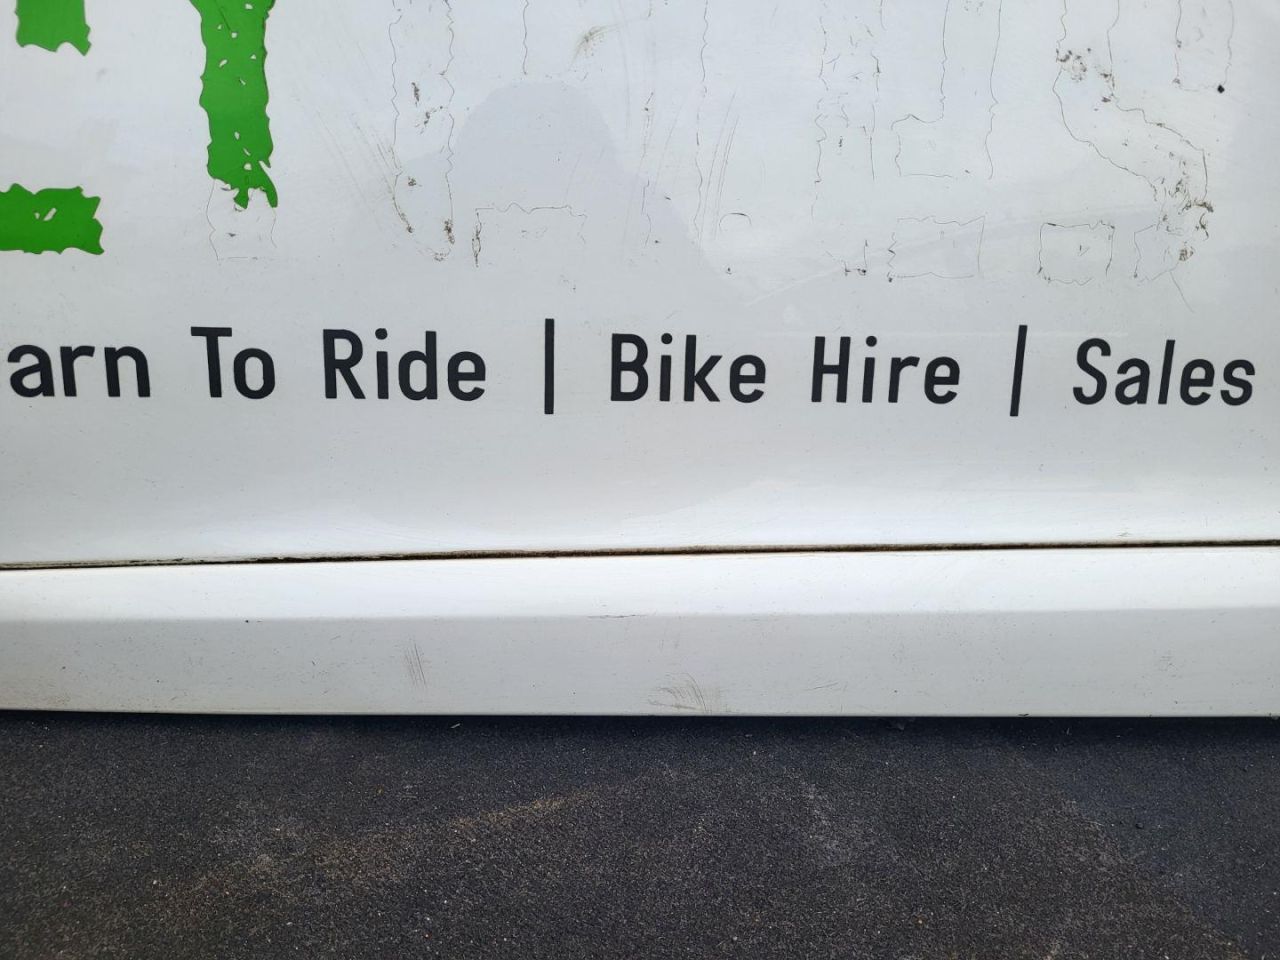 arn To Ride | Bike Hire | Sales